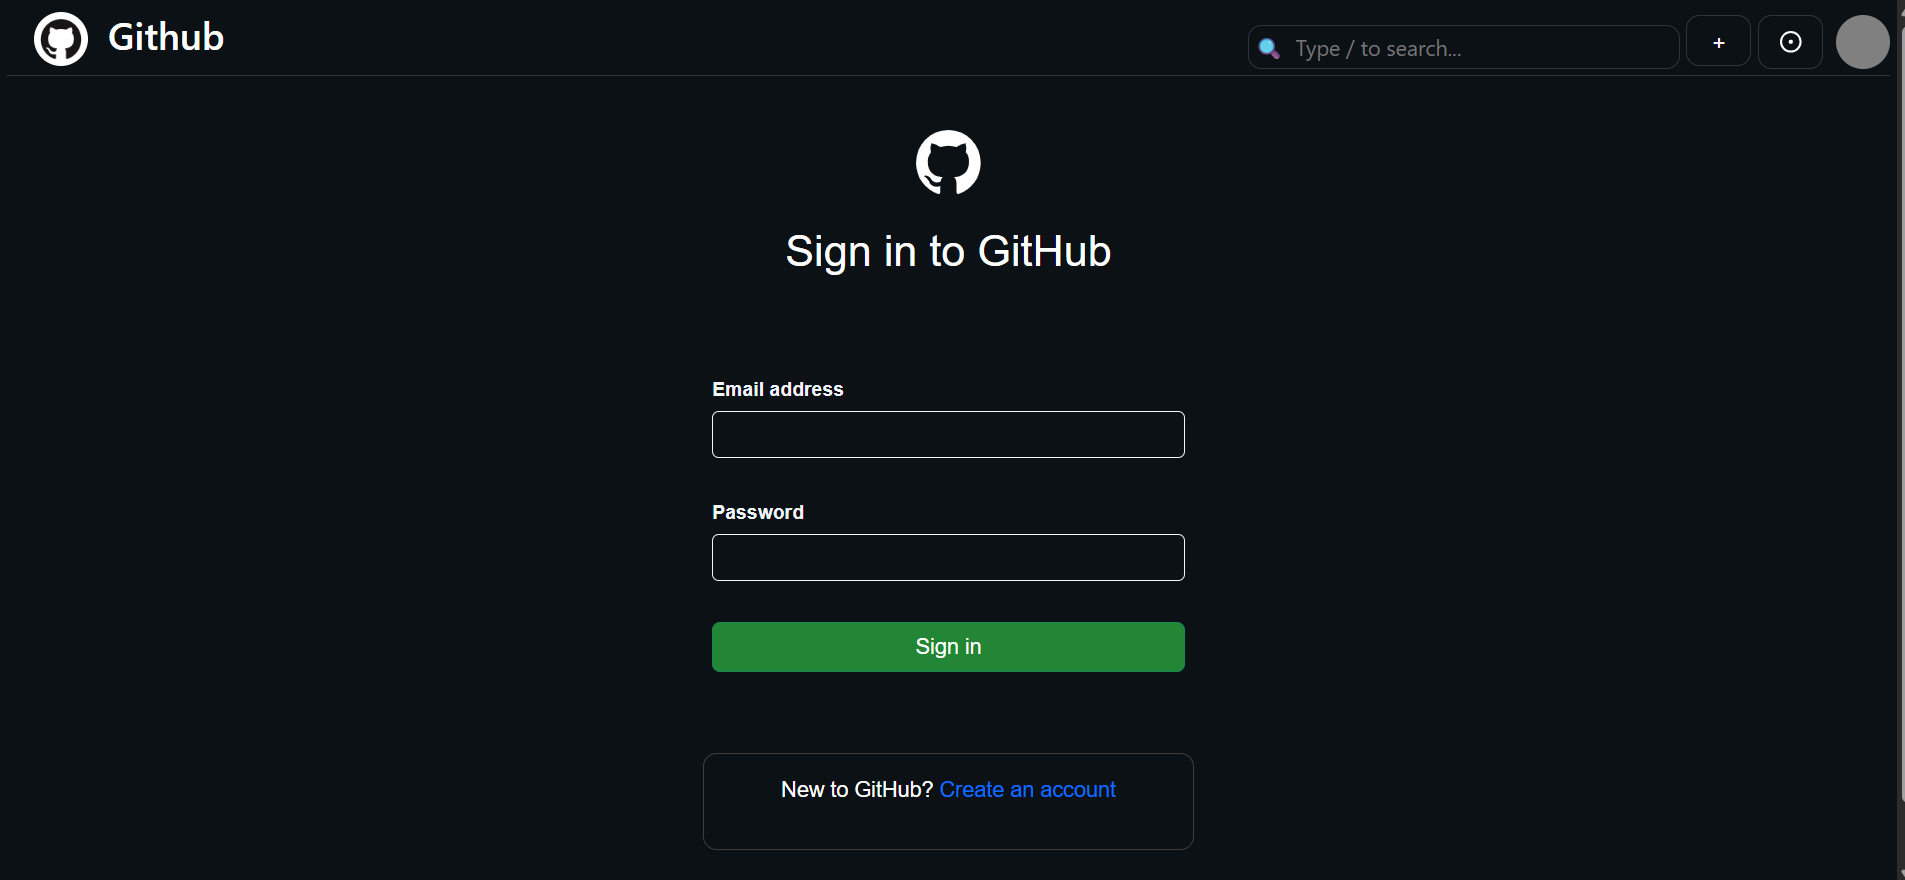 Github
Type / to search...
+
Sign in to GitHub
Email address
Password
Sign in
New to GitHub? Create an account